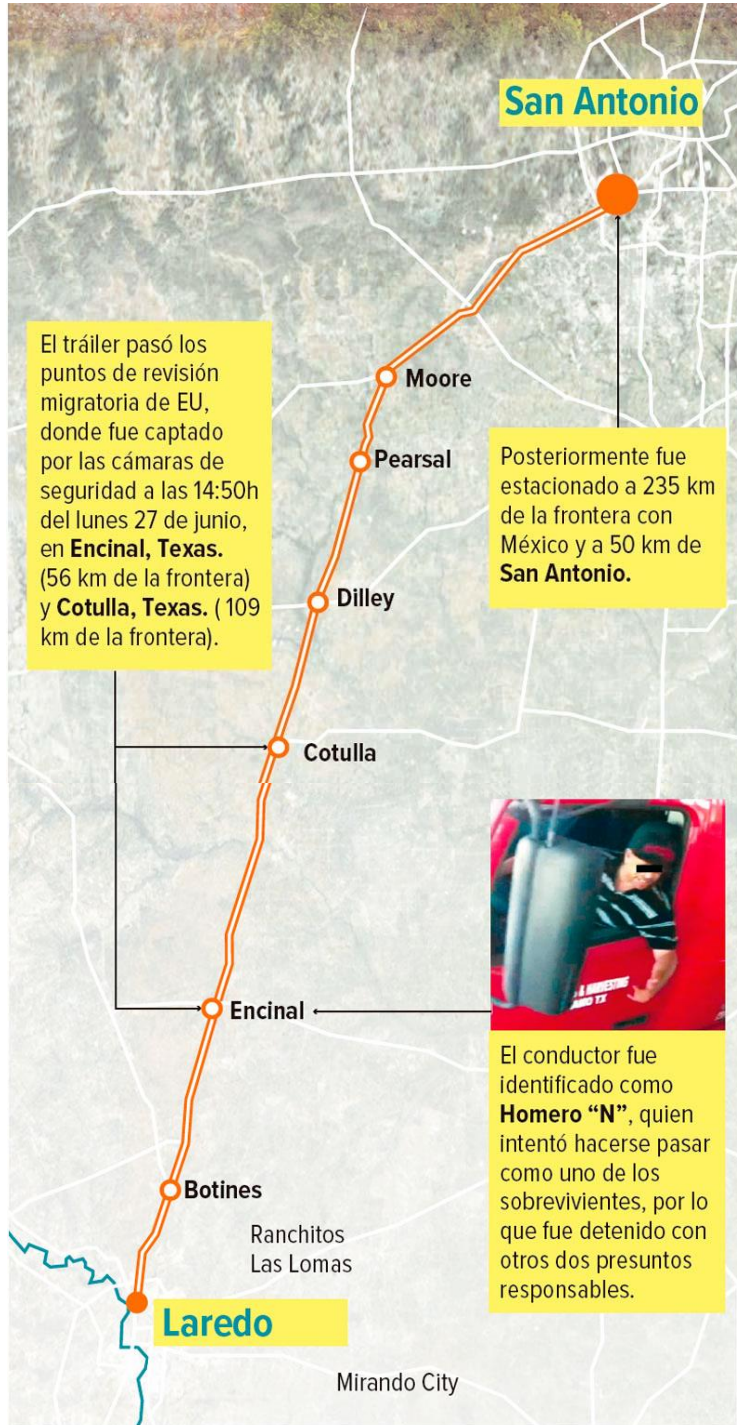 San Antonio
El tráiler pasó los
puntos de revisión
migratoria de EU,
donde fue captado
por las cámaras de
seguridad a las 14:50h
del lunes 27 de junio,
en Encinal, Texas.
(56 km de la frontera)
y Cotulla, Texas. ( 109
km de la frontera).
Moore
Pearsal
Posteriormente fue
estacionado a 235 km
de la frontera con
México y a 50 km de
San Antonio.
Dilley
Cotulla
Encinal
& HARVESTING
TX
El conductor fue
identificado como
Homero “N”, quien
intentó hacerse pasar
como uno de los
sobrevivientes, por lo
que fue detenido con
otros dos presuntos
responsables.
Botines
Ranchitos
Las Lomas
Laredo
Mirando City